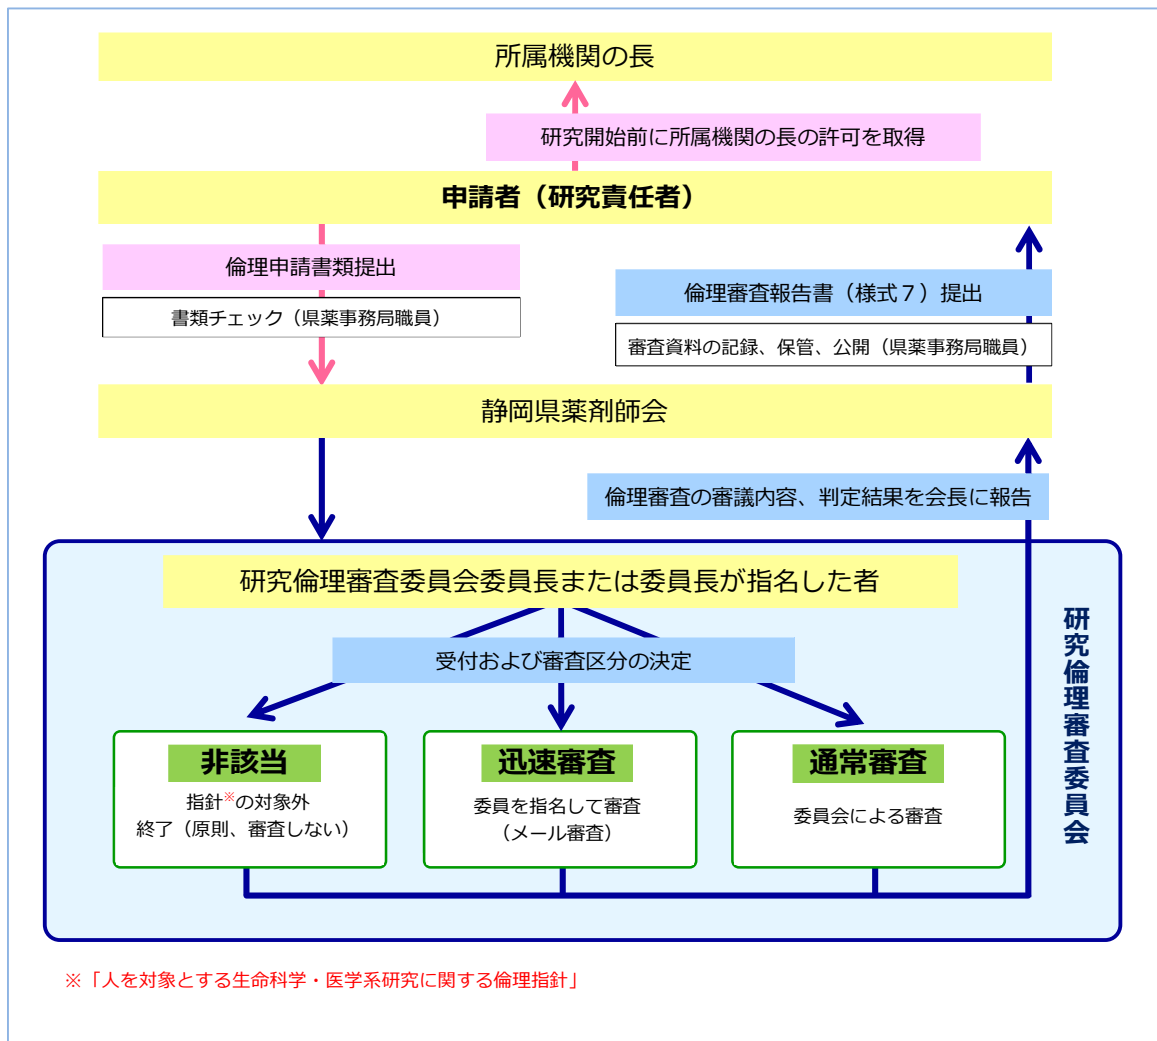 所属機関の長
研究開始前に所属機関の長の許可を取得
申請者（研究責任者）
倫理申請書類提出
書類チェック（県薬事務局職員）
倫理審査報告書（様式７）提出
審査資料の記録、保管、公開（県薬事務局職員）
静岡県薬剤師会
倫理審査の審議内容、判定結果を会長に報告
研究倫理審査委員会委員長または委員長が指名した者
受付および審査区分の決定
研究倫理審査委員会
非該当
指針※の対象外
終了（原則、審査しない）
迅速審査
委員を指名して審査
（メール審査）
通常審査
委員会による審査
※「人を対象とする生命科学・医学系研究に関する倫理指針」